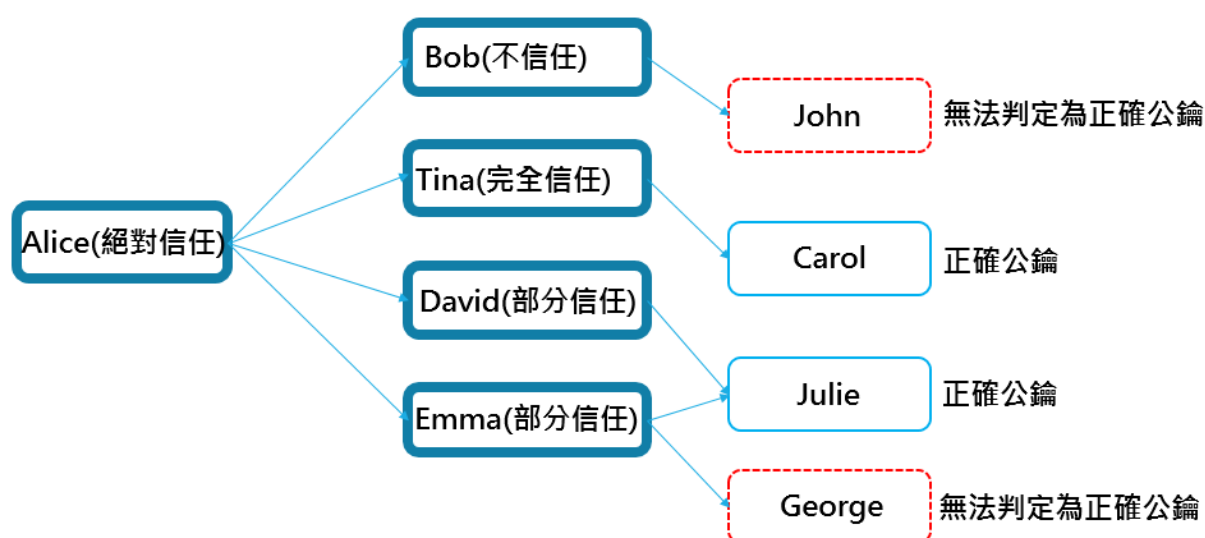 Bob(不信任)
John
無法判定為正確公鑰
Tina(完全信任)
Alice(絕對信任)
Carol
正確公鑰
David(部分信任)
Julie
正確公鑰
Emma(部分信任)
George
無法判定為正確公鑰